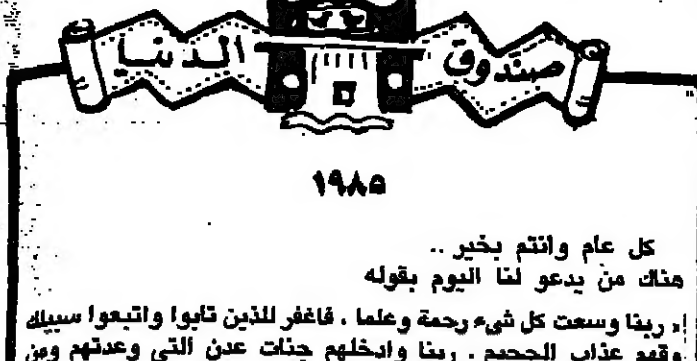 صندوق الدنيا
١٩٨٥
كل عام وانتم بخير ..
هناك من يدعو لنا اليوم بقوله
« ربنا وسعت كل شيء رحمة وعلما ، فاغفر للذين تابوا واتبعوا سبيلك
وقهم عذاب الجحيم . ربنا وادخلهم جنات عدن التي وعدتهم ومن